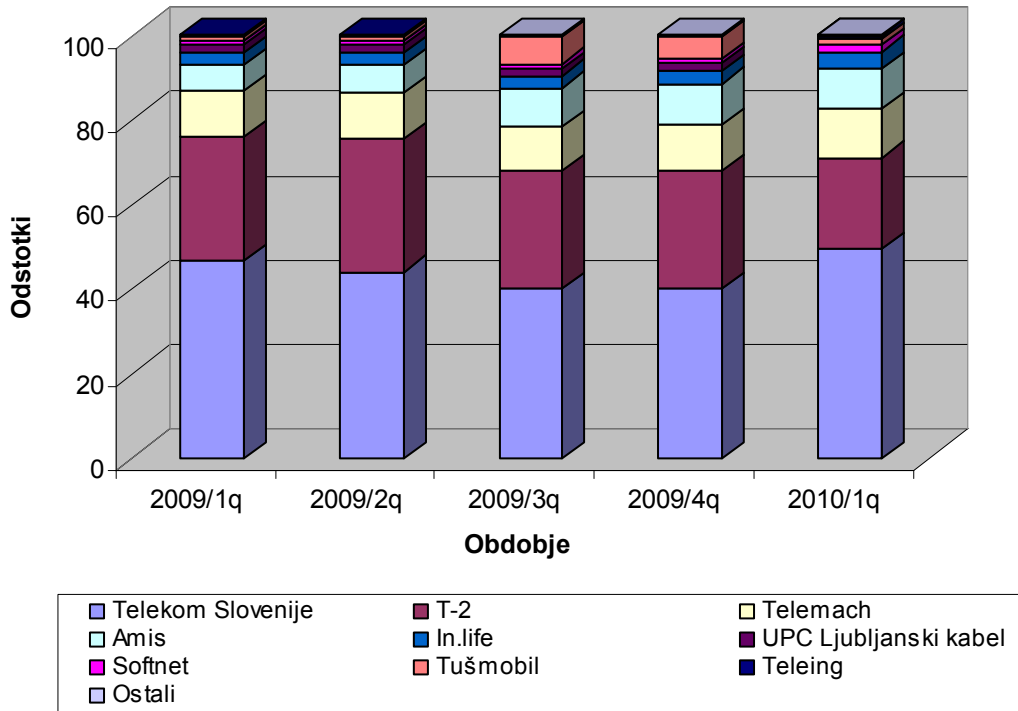 100
80
60
40
20
0
Odstotki
2009/1q 2009/2q 2009/3q 2009/4q 2010/1q
Obdobje
Telekom Slovenije T-2 Telemach
Amis In.life UPC Ljubljanski kabel
Softnet Tušmobil Teleing
Ostali